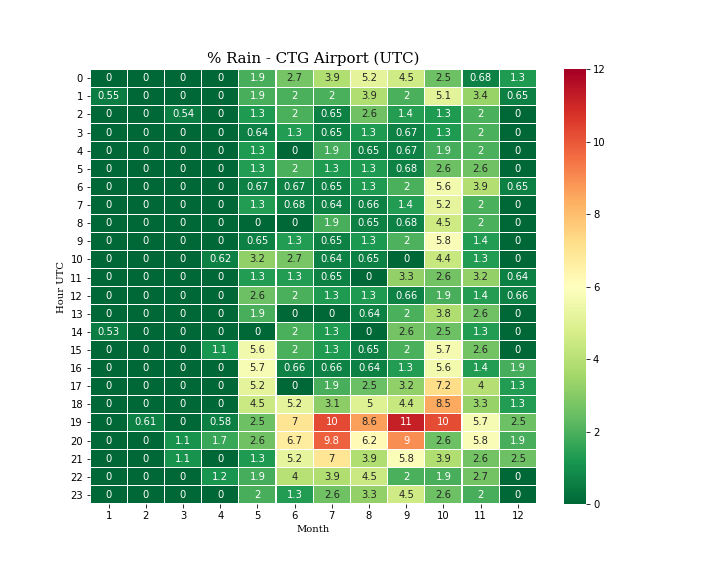 % Rain - CTG Airport (UTC)
0 0 0 0 0 1.9 2.7 3.9 5.2 4.5 2.5 0.68 1.3
1 0.55 0 0 0 1.9 2 2 3.9 2 5.1 3.4 0.65
2 0 0 0.54 0 1.3 2 0.65 2.6 1.4 1.3 2 0
3 0 0 0 0 0.64 1.3 0.65 1.3 0.67 1.3 2 0
4 0 0 0 0 1.3 0 1.9 0.65 0.67 1.9 2 0
5 0 0 0 0 1.3 2 1.3 1.3 0.68 2.6 2.6 0
6 0 0 0 0 0.67 0.67 0.65 1.3 2 5.6 3.9 0.65
7 0 0 0 0 1.3 0.68 0.64 0.66 1.4 5.2 2 0
8 0 0 0 0 0 0 1.9 0.65 0.68 4.5 2 0
9 0 0 0 0 0.65 1.3 0.65 1.3 2 5.8 1.4 0
10 0 0 0 0.62 3.2 2.7 0.64 0.65 0 4.4 1.3 0
11 0 0 0 0 1.3 1.3 0.65 0 3.3 2.6 3.2 0.64
12 0 0 0 0 2.6 2 1.3 1.3 0.66 1.9 1.4 0.66
13 0 0 0 0 1.9 0 0 0.64 2 3.8 2.6 0
14 0.53 0 0 0 0 2 1.3 0 2.6 2.5 1.3 0
15 0 0 0 1.1 5.6 2 1.3 0.65 2 5.7 2.6 0
16 0 0 0 0 5.7 0.66 0.66 0.64 1.3 5.6 1.4 1.9
17 0 0 0 0 5.2 0 1.9 2.5 3.2 7.2 4 1.3
18 0 0 0 0 4.5 5.2 3.1 5 4.4 8.5 3.3 1.3
19 0 0.61 0 0.58 2.5 7 10 8.6 11 10 5.7 2.5
20 0 0 1.1 1.7 2.6 6.7 9.8 6.2 9 2.6 5.8 1.9
21 0 0 1.1 0 1.3 5.2 7 3.9 5.8 3.9 2.6 2.5
22 0 0 0 1.2 1.9 4 3.9 4.5 2 1.9 2.7 0
23 0 0 0 0 2 1.3 2.6 3.3 4.5 2.6 2 0
1 2 3 4 5 6 7 8 9 10 11 12
Month
Hour UTC
12
10
8
6
4
2
0